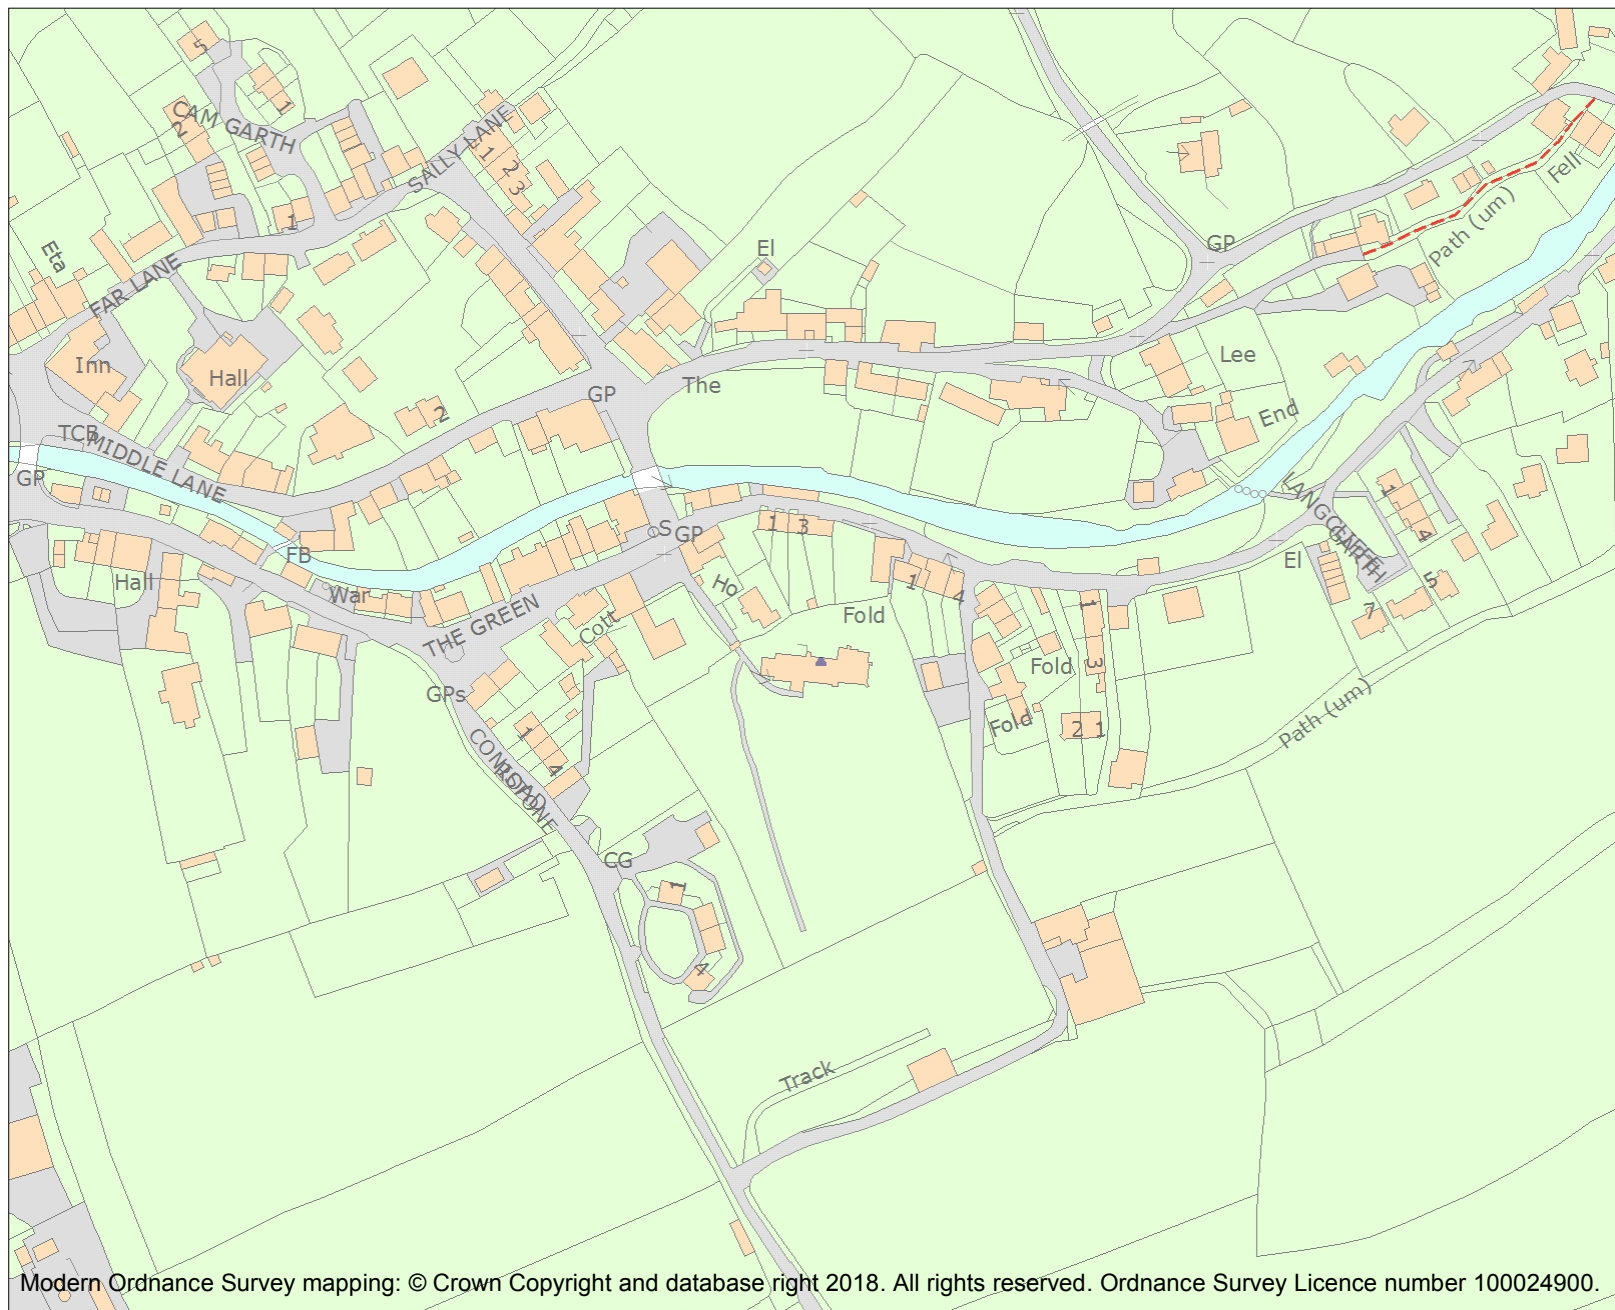 5
1
CAM GARTH
2
SALLY LANE
1 2 3
1
Eta
FAR LANE
El
GP
Path (um)
Fell
Inn
Hall
2
GP
The
Lee
End
TCB
MIDDLE LANE
GP
S
GP
1
3
LANGCLIFFE
GARTH
1
4
FB
Hall
War
THE GREEN
Cott
Ho
Fold
1
4
1
3
El
5
7
Fold
Fold
2 1
Path (um)
GPs
CONISTONE
ROAD
1
4
CG
1
4
Track
Modern Ordnance Survey mapping: © Crown Copyright and database right 2018. All rights reserved. Ordnance Survey Licence number 100024900.